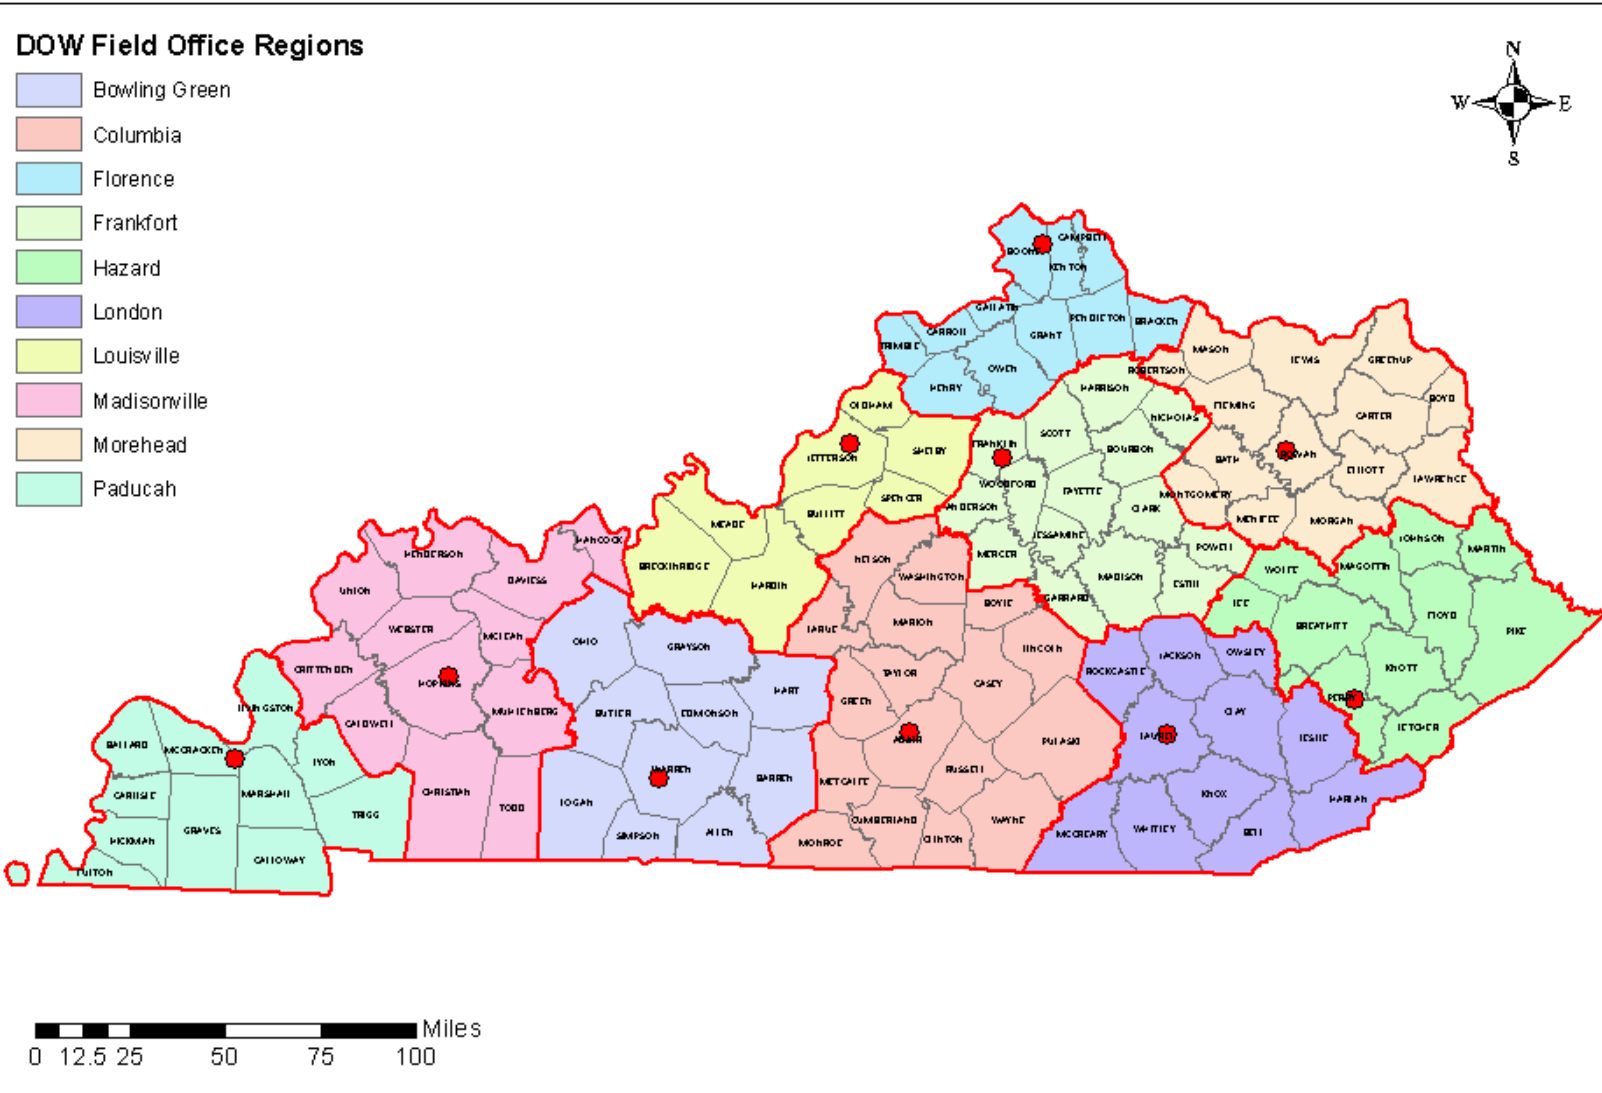 DOW Field Office Regions
Bowling Green
Columbia
Florence
Frankfort
Hazard
London
Louisville
Madisonville
Morehead
Paducah
N
W E
S
BOONE
CAMPBELL
KENTON
GALLATIN
CARROLL
GRANT
PENDLETON
BRACKEN
TRIMBLE
OWEN
HENRY
MASON
LEWIS
GREENUP
ROBERTSON
HARRISON
FLEMING
BOYD
CARTER
OLDHAM
NICHOLAS
SCOTT
FRANKLIN
BOURBON
JEFFERSON
SHELBY
BATH
ROWAN
ELLIOTT
LAWRENCE
WOODFORD
FAYETTE
MONTGOMERY
SPENCER
ANDERSON
CLARK
MEADE
BULLITT
MENIFEE
MORGAN
JESSAMINE
POWELL
JOHNSON
MARTIN
HANCOCK
HENDERSON
NELSON
MERCER
WASHINGTON
BRECKINRIDGE
HARDIN
DAVIESS
MADISON
ESTILL
WOLFE
MAGOFFIN
UNION
GARRARD
BOYLE
LEE
FLOYD
PIKE
WEBSTER
MCLEAN
OHIO
GRAYSON
LARUE
MARION
BREATHITT
LINCOLN
OWSLEY
JACKSON
CRITTENDEN
ROCKCASTLE
KNOTT
HOPKINS
HART
TAYLOR
CASEY
GREEN
PERRY
LIVINGSTON
CALDWELL
MUHLENBERG
BUTLER
EDMONSON
CLAY
LETCHER
BALLARD
MCCRACKEN
LYON
ADAIR
PULASKI
LAUREL
LESLIE
WARREN
BARREN
RUSSELL
METCALFE
CARLISLE
MARSHALL
CHRISTIAN
TODD
LOGAN
KNOX
HARLAN
TRIGG
GRAVES
HICKMAN
SIMPSON
ALLEN
MONROE
CUMBERLAND
CLINTON
WAYNE
MCCREARY
WHITLEY
BELL
CALLOWAY
FULTON
Miles
0 12.5 25 50 75 100